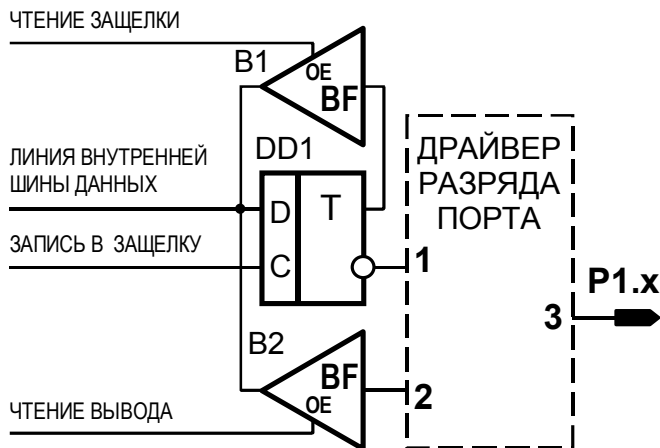 ЧТЕНИЕ ЗАЩЕЛКИ
B1
OE
BF
DD1
ЛИНИЯ ВНУТРЕННЕЙ
ШИНЫ ДАННЫХ
D
T
ЗАПИСЬ В ЗАЩЕЛКУ
C
ДРАЙВЕР
РАЗРЯДА
ПОРТА
1
P1.x
3
B2
BF
OE
2
ЧТЕНИЕ ВЫВОДА